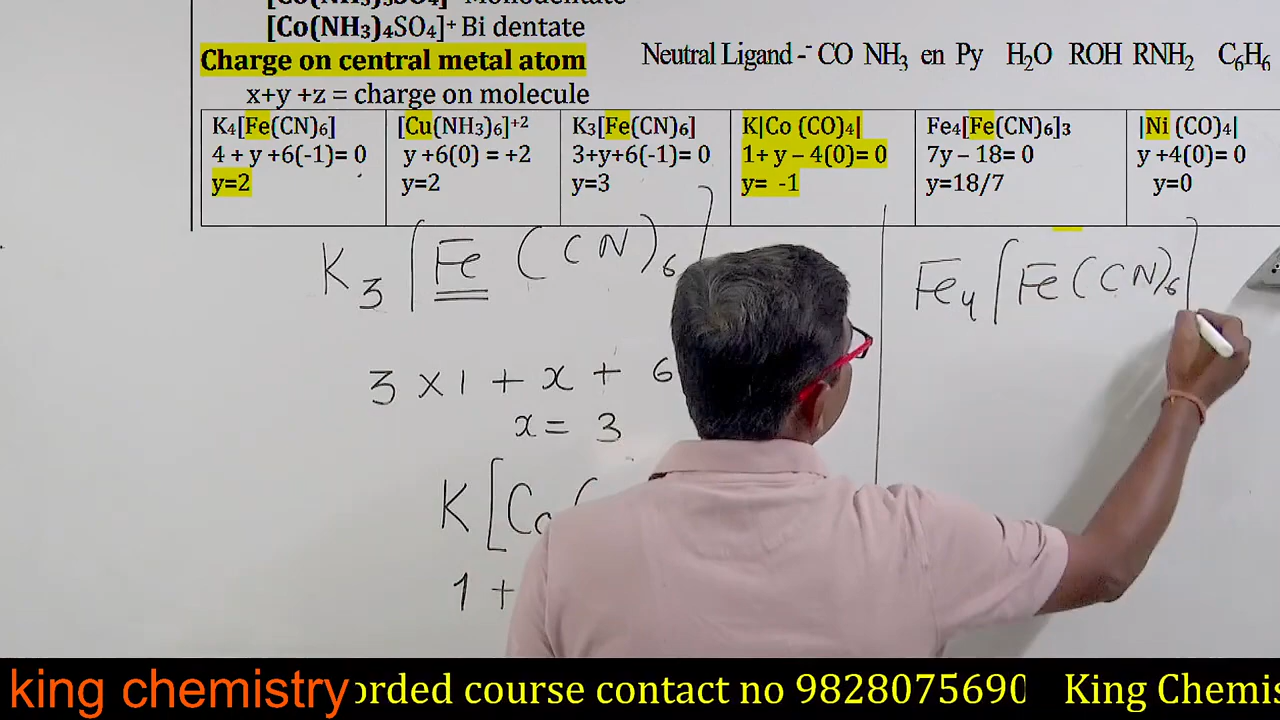 [Co(NH3)4SO4]+ Bi dentate
Charge on central metal atom
Neutral Ligand -- CO NH3 en Py H2O ROH RNH2 C6H6
x+y +z = charge on molecule
K4[Fe(CN)6] [Cu(NH3)6]+2 K3[Fe(CN)6] K|Co (CO)4| Fe4[Fe(CN)6]3 |Ni (CO)4|
4 + y +6(-1)= 0 y +6(0) = +2 3+y+6(-1)= 0 1+ y – 4(0)= 0 7y – 18= 0 y +4(0)= 0
y=2 y=2 y=3 y= -1 y=18/7 y=0
K3[Fe(CN)6]
Fe4[Fe(CN)6]
3 x 1 + x + 6
x = 3
K[Co(
1 +
king chemistry
orded course contact no 9828075690 King Chemis